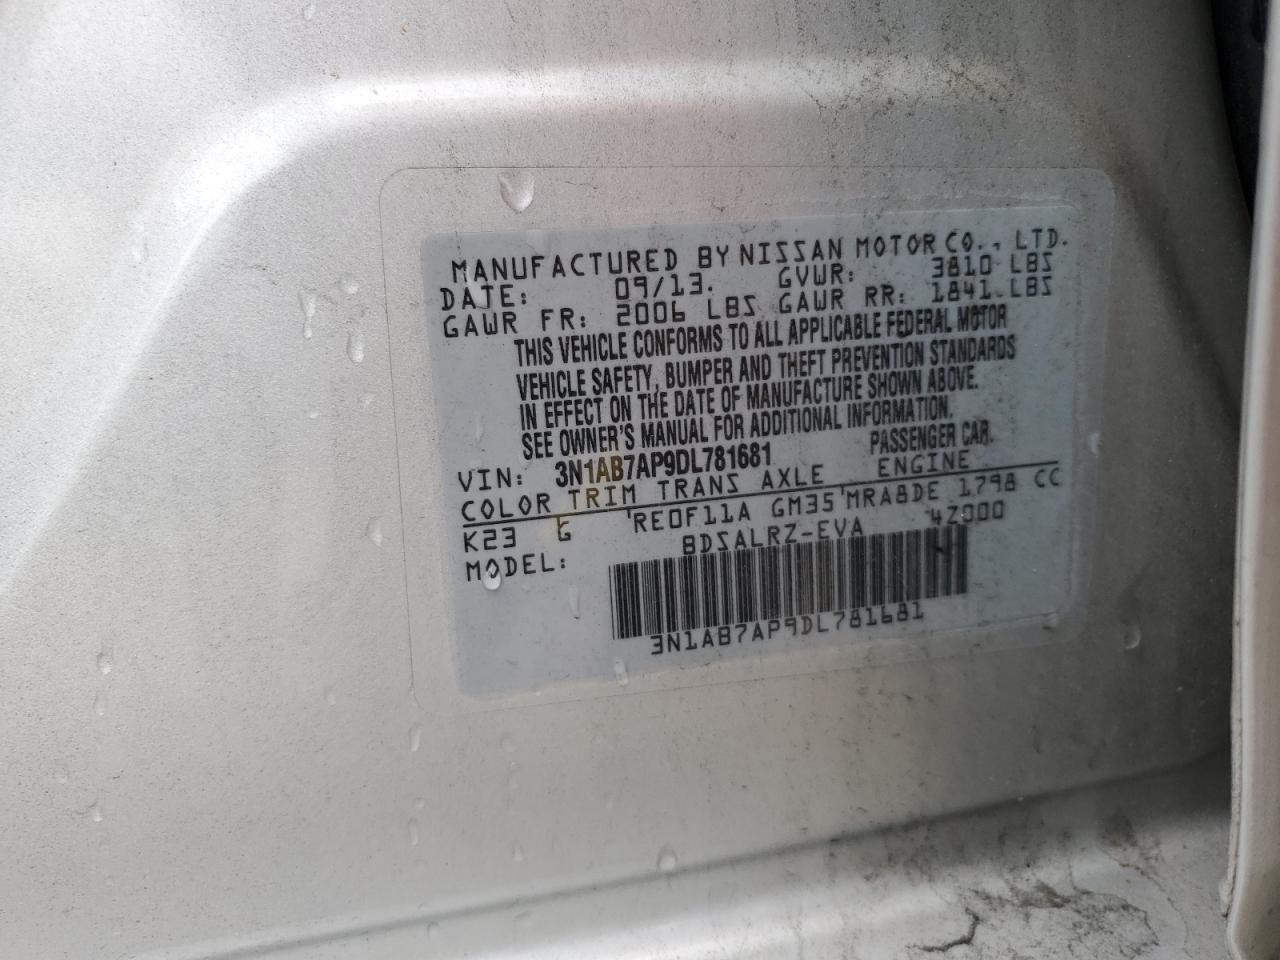 MANUFACTURED BY NISSAN MOTOR CO., LTD.
DATE: 09/13. GVWR: 3810 LBS
GAWR FR: 2006 LBS GAWR RR: 1841 LBS
THIS VEHICLE CONFORMS TO ALL APPLICABLE FEDERAL MOTOR
VEHICLE SAFETY, BUMPER AND THEFT PREVENTION STANDARDS
IN EFFECT ON THE DATE OF MANUFACTURE SHOWN ABOVE.
SEE OWNER'S MANUAL FOR ADDITIONAL INFORMATION.
VIN: 3N1AB7AP9DL781681 PASSENGER CAR.
COLOR TRIM TRANS AXLE ENGINE
K23 G RE0F11A GM35 MRA8DE 1798 CC
MODEL: BDSALRZ-EVA 4Z000
3N1AB7AP9DL781681